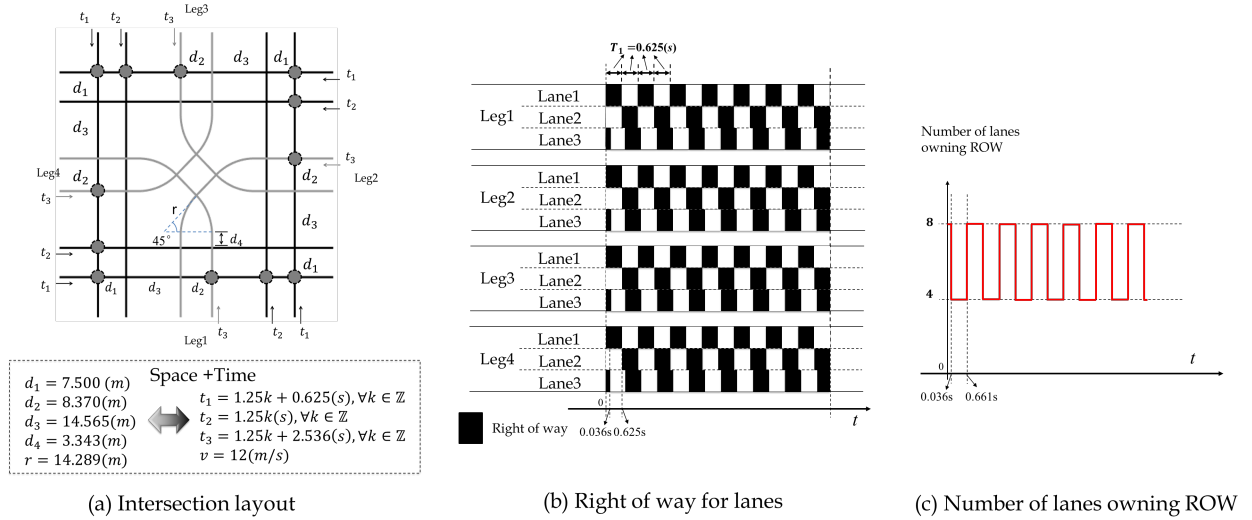 t₁ t₂ t₃ Leg3
d₂ d₃ d₁
t₁
d₁
t₂
d₃
t₃
Leg4 d₂ d₂ Leg2
t₃
r
d₃
45° d₄
t₂
d₁
t₁ d₁ d₃ d₂
t₃ t₂ t₁
Leg1
Space +Time
d₁ = 7.500 (m)
d₂ = 8.370(m)
d₃ = 14.565(m)
d₄ = 3.343(m)
r = 14.289(m)
t₁ = 1.25k + 0.625(s), ∀k ∈ ℤ
t₂ = 1.25k(s), ∀k ∈ ℤ
t₃ = 1.25k + 2.536(s), ∀k ∈ ℤ
v = 12(m/s)
(a) Intersection layout
T₁ =0.625(s)
Leg1
Lane1
Lane2
Lane3
Leg2
Lane1
Lane2
Lane3
Leg3
Lane1
Lane2
Lane3
Leg4
Lane1
Lane2
Lane3
0
t
0.036s 0.625s
Right of way
(b) Right of way for lanes
Number of lanes
owning ROW
8
4
0
t
0.036s 0.661s
(c) Number of lanes owning ROW